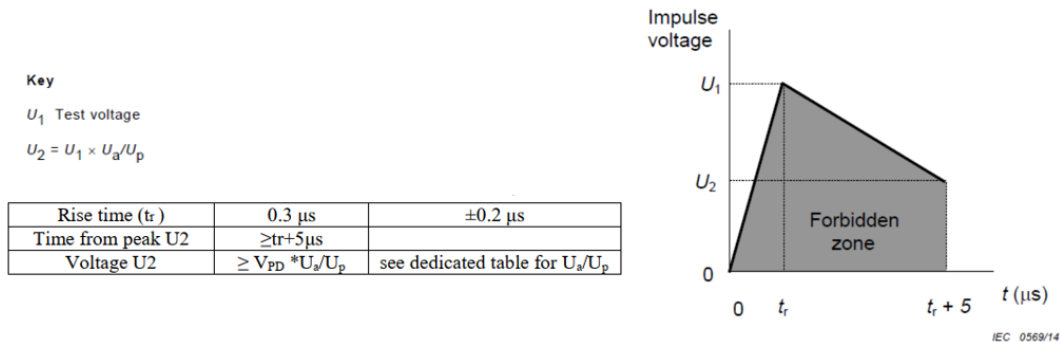 Key
U1 Test voltage
U2 = U1 × Ua/Up
Rise time (tr ) 0.3 µs ±0.2 µs
Time from peak U2 ≥tr+5µs
Voltage U2 ≥ VPD *Ua/Up see dedicated table for Ua/Up
Impulse
voltage
U1
U2
Forbidden
zone
0
0 tr tr + 5 t (µs)
IEC 0569/14